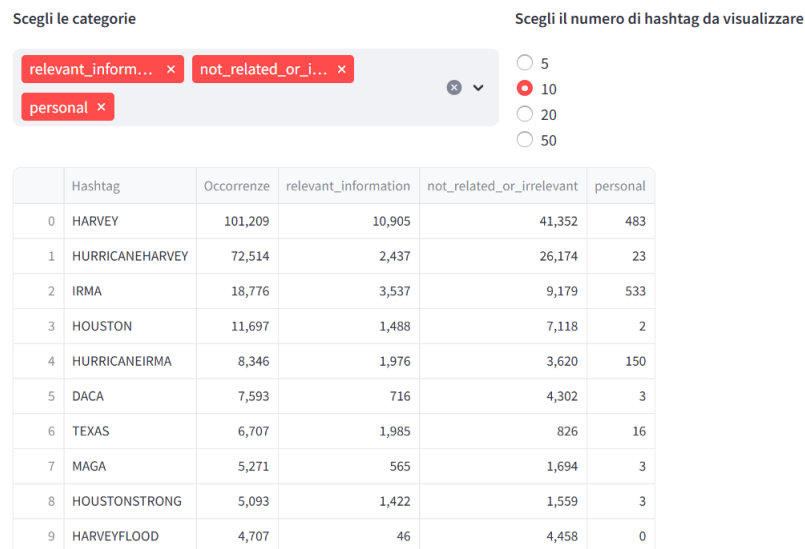 Scegli le categorie
relevant_inform... ×
not_related_or_i... ×
personal ×
Scegli il numero di hashtag da visualizzare
5
10
20
50
Hashtag Occorrenze relevant_information not_related_or_irrelevant personal
0 HARVEY 101,209 10,905 41,352 483
1 HURRICANEHARVEY 72,514 2,437 26,174 23
2 IRMA 18,776 3,537 9,179 533
3 HOUSTON 11,697 1,488 7,118 2
4 HURRICANEIRMA 8,346 1,976 3,620 150
5 DACA 7,593 716 4,302 3
6 TEXAS 6,707 1,985 826 16
7 MAGA 5,271 565 1,694 3
8 HOUSTONSTRONG 5,093 1,422 1,559 3
9 HARVEYFLOOD 4,707 46 4,458 0